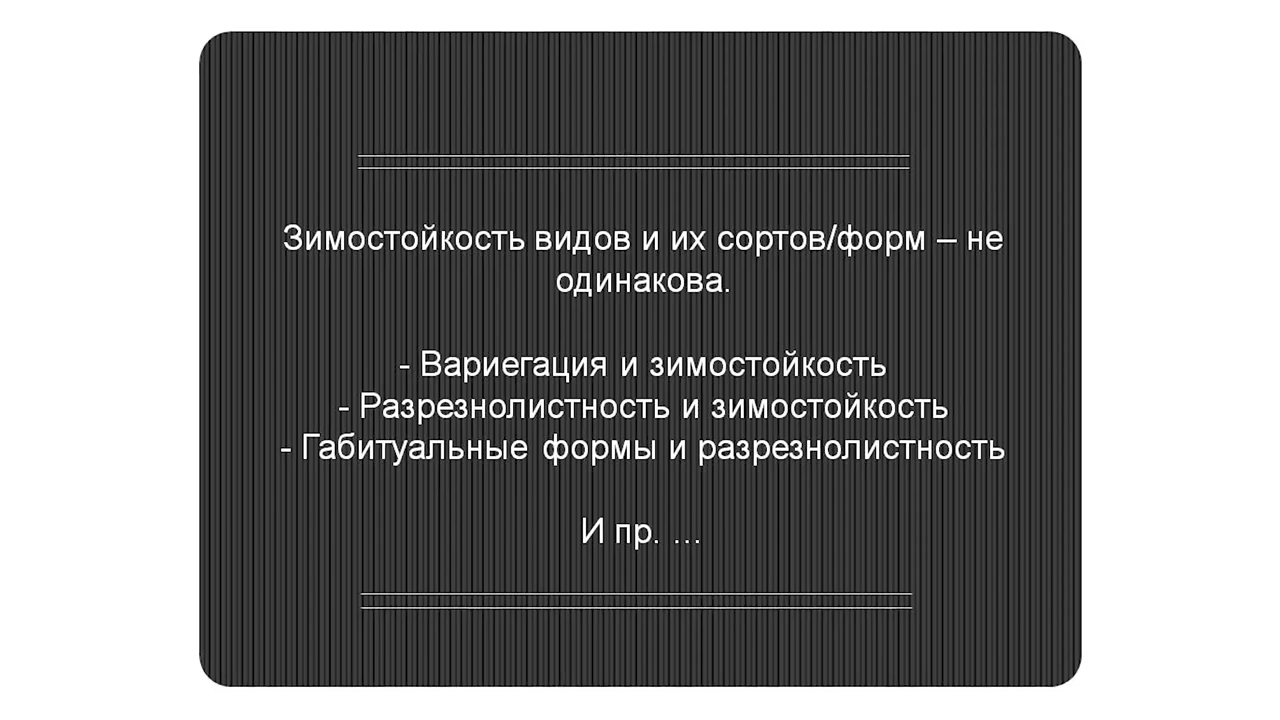 Зимостойкость видов и их сортов/форм – не
одинакова.
- Вариегация и зимостойкость
- Разрезнолистность и зимостойкость
- Габитуальные формы и разрезнолистность
И пр. …